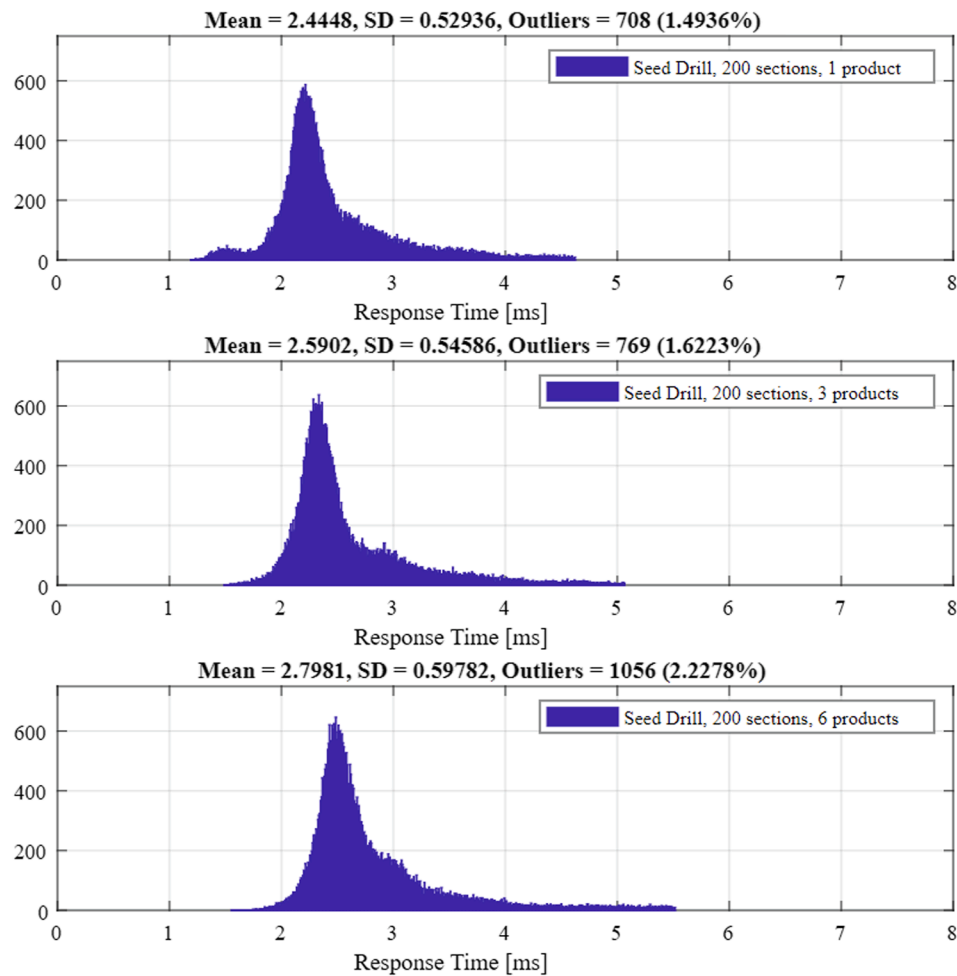 Mean = 2.4448, SD = 0.52936, Outliers = 708 (1.4936%)
Seed Drill, 200 sections, 1 product
600
400
200
0
0 1 2 3 4 5 6 7 8
Response Time [ms]
Mean = 2.5902, SD = 0.54586, Outliers = 769 (1.6223%)
Seed Drill, 200 sections, 3 products
600
400
200
0
0 1 2 3 4 5 6 7 8
Response Time [ms]
Mean = 2.7981, SD = 0.59782, Outliers = 1056 (2.2278%)
Seed Drill, 200 sections, 6 products
600
400
200
0
0 1 2 3 4 5 6 7 8
Response Time [ms]